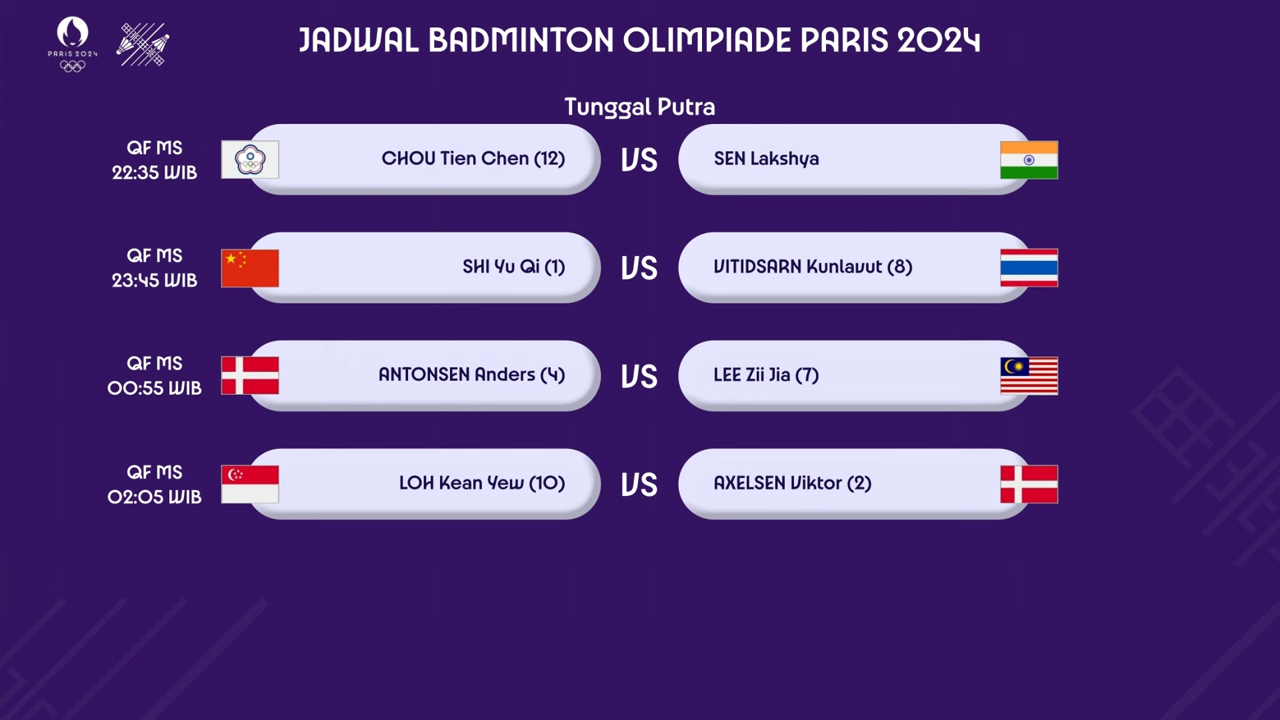 PARIS 2024
JADWAL BADMINTON OLIMPIADE PARIS 2024
Tunggal Putra
QF MS
22:35 WIB
CHOU Tien Chen (12)
VS
SEN Lakshya
QF MS
23:45 WIB
SHI Yu Qi (1)
VS
VITIDSARN Kunlavut (8)
QF MS
00:55 WIB
ANTONSEN Anders (4)
VS
LEE Zii Jia (7)
QF MS
02:05 WIB
LOH Kean Yew (10)
VS
AXELSEN Viktor (2)